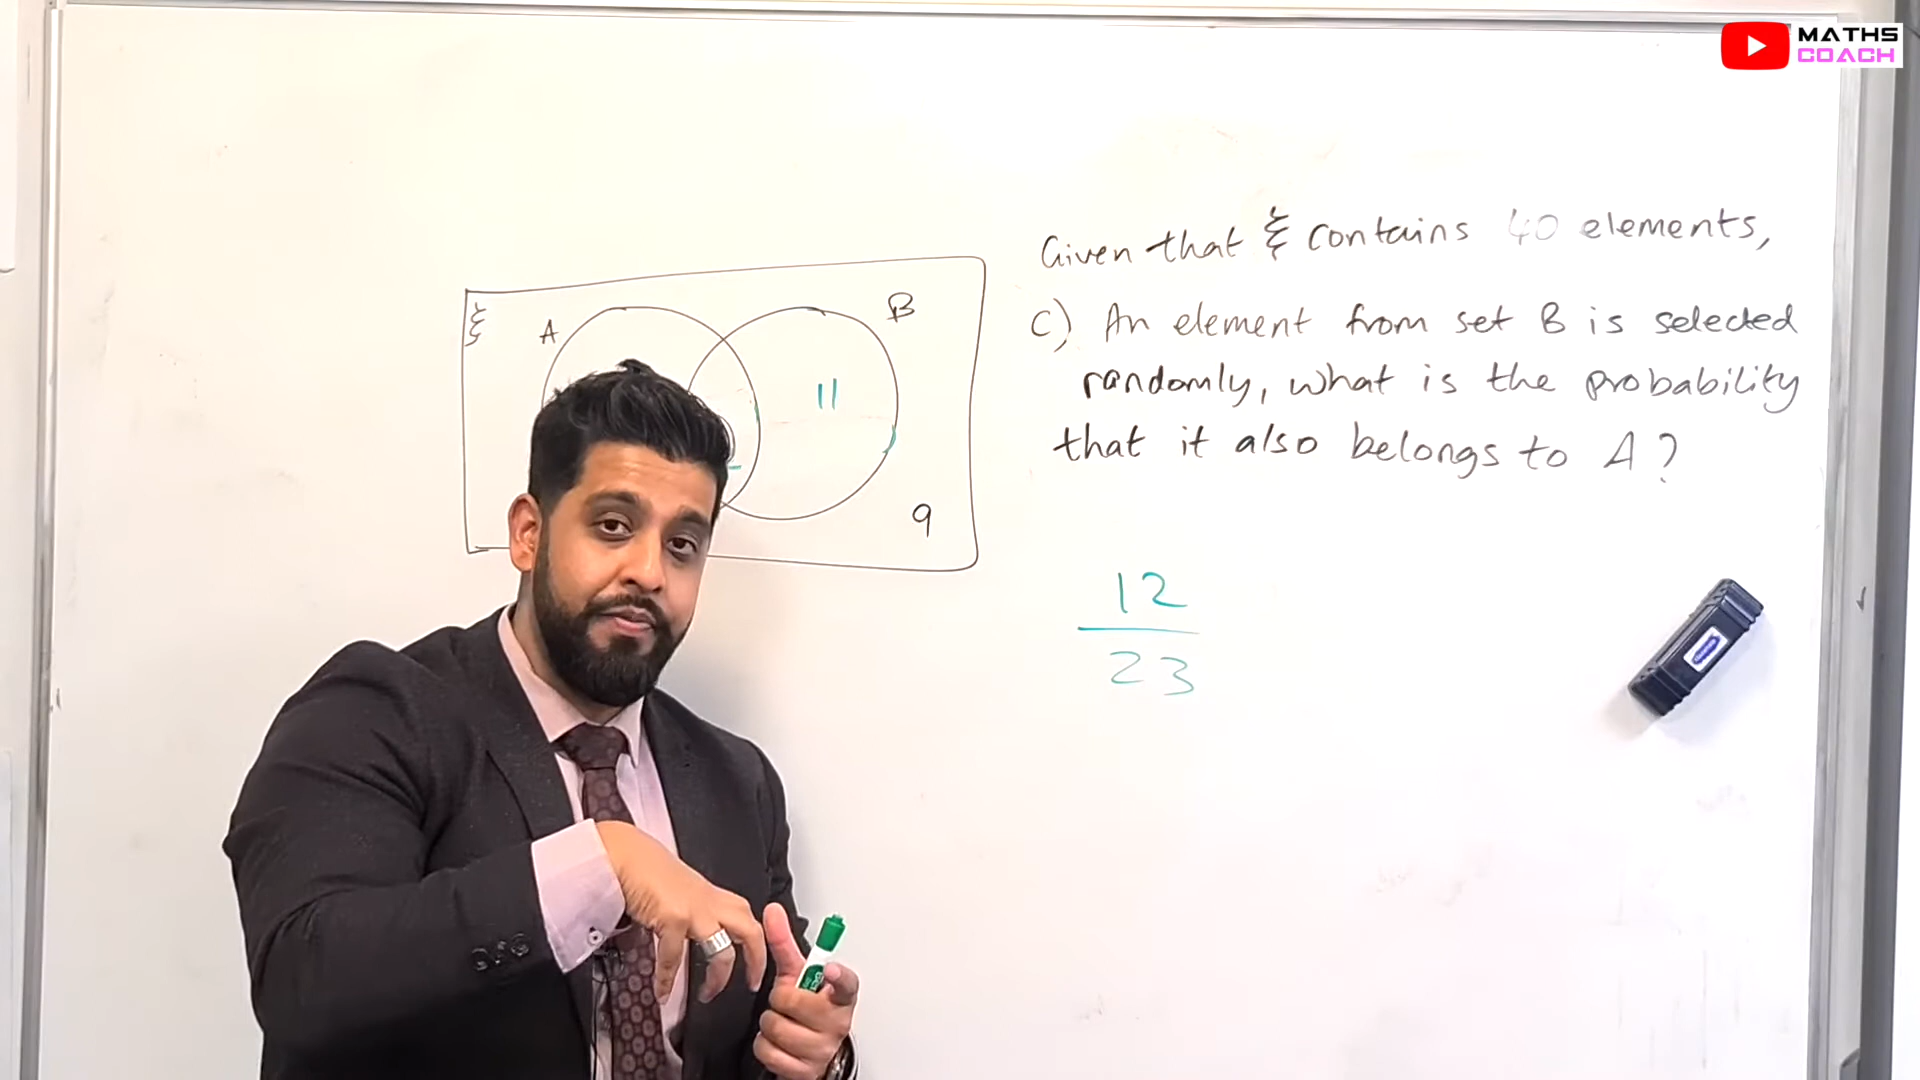 MATHS
COACH
Given that ξ contains 40 elements,
c) An element from set B is selected
randomly, what is the probability
that it also belongs to A?
ξ
A
B
11
9
12
23